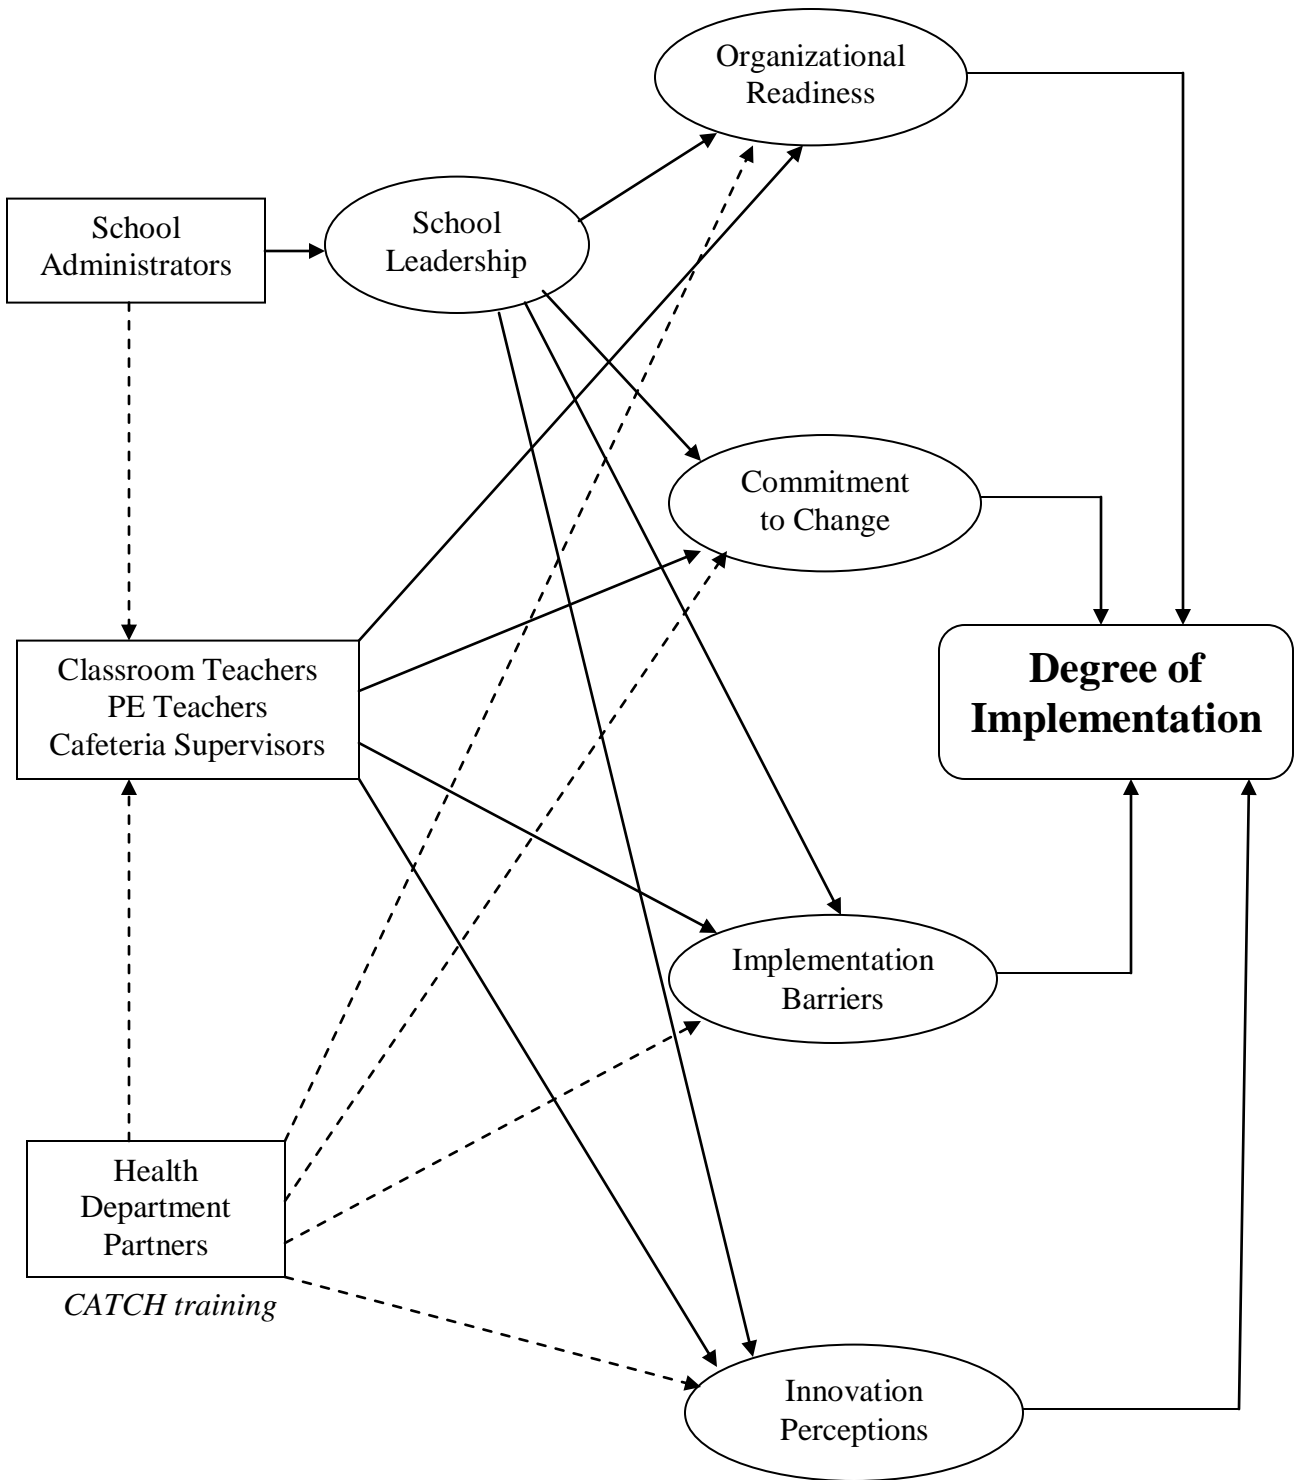 Organizational
Readiness
School
Administrators
School
Leadership
Commitment
to Change
Classroom Teachers
PE Teachers
Cafeteria Supervisors
Degree of
Implementation
Implementation
Barriers
Health
Department
Partners
CATCH training
Innovation
Perceptions